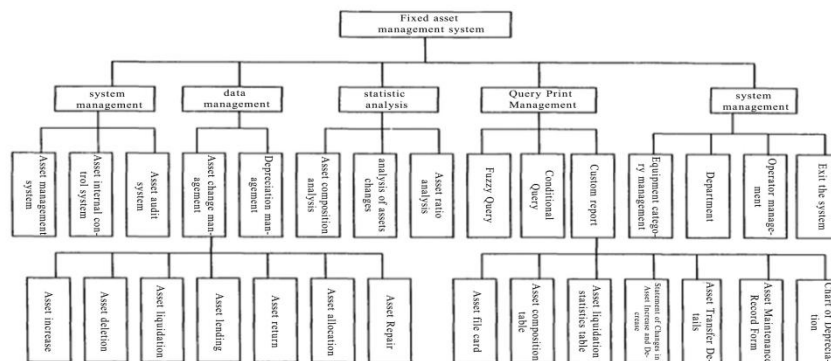 Fixed asset
management system
system
management
data
management
statistic
analysis
Query Print
Management
system
management
Asset management
system
Asset internal con-
trol system
Asset audit
system
Asset change man-
agement
Depreciation man-
agement
Asset composition
analysis
analysis of assets
changes
Asset ratio
analysis
Fuzzy Query
Conditional
Query
Custom report
Equipment catego-
ry management
Department
Operator manage-
ment
Exit the system
Asset increase
Asset deletion
Asset liquidation
Asset lending
Asset return
Asset allocation
Asset Repair
Asset file card
Asset composition
table
Asset liquidation
statistics table
Statement of Changes in
Asset Increase and De-
crease
Asset Transfer De-
tails
Asset Maintenance
Record Form
Chart of Deprecia-
tion